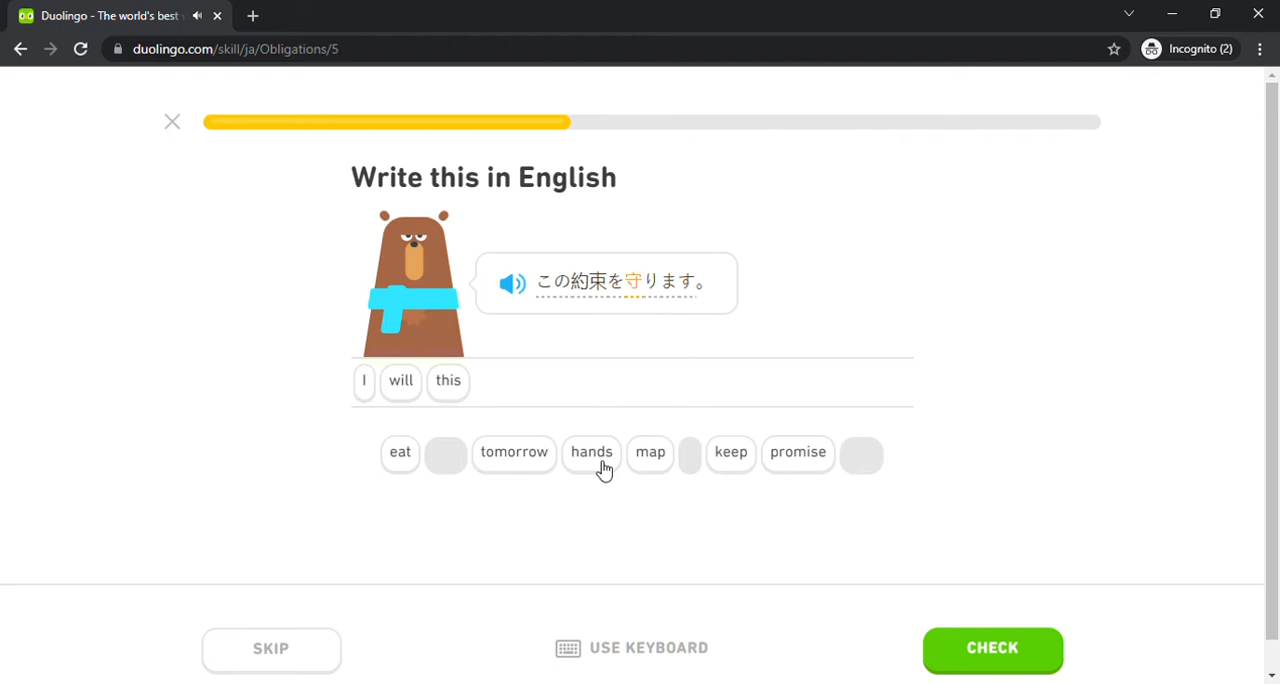 Duolingo - The world's best
duolingo.com/skill/ja/Obligations/5
Incognito (2)
Write this in English
この約束を守ります。
I will this
eat tomorrow hands map keep promise
SKIP
USE KEYBOARD
CHECK